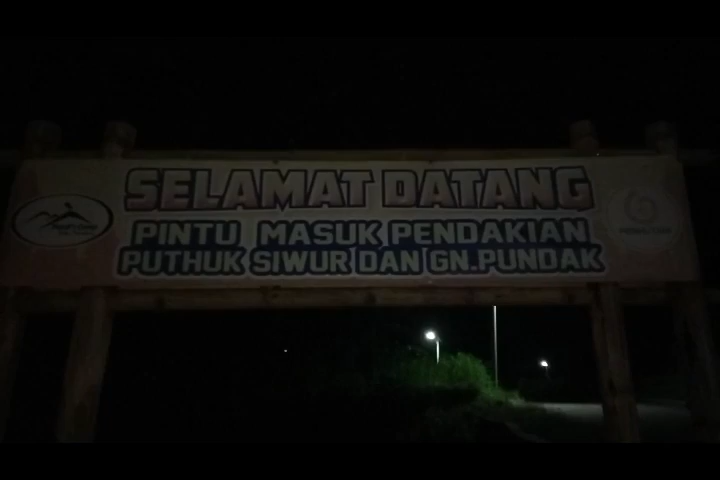 SELAMAT DATANG
PINTU MASUK PENDAKIAN
PUTHUK SIWUR DAN GN.PUNDAK